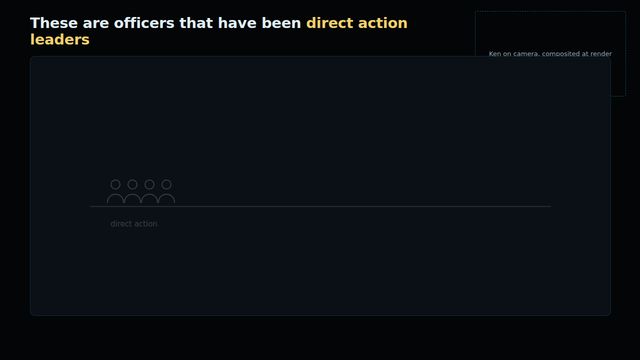 These are officers that have been direct action
leaders
Ken on camera, composited at render
direct action